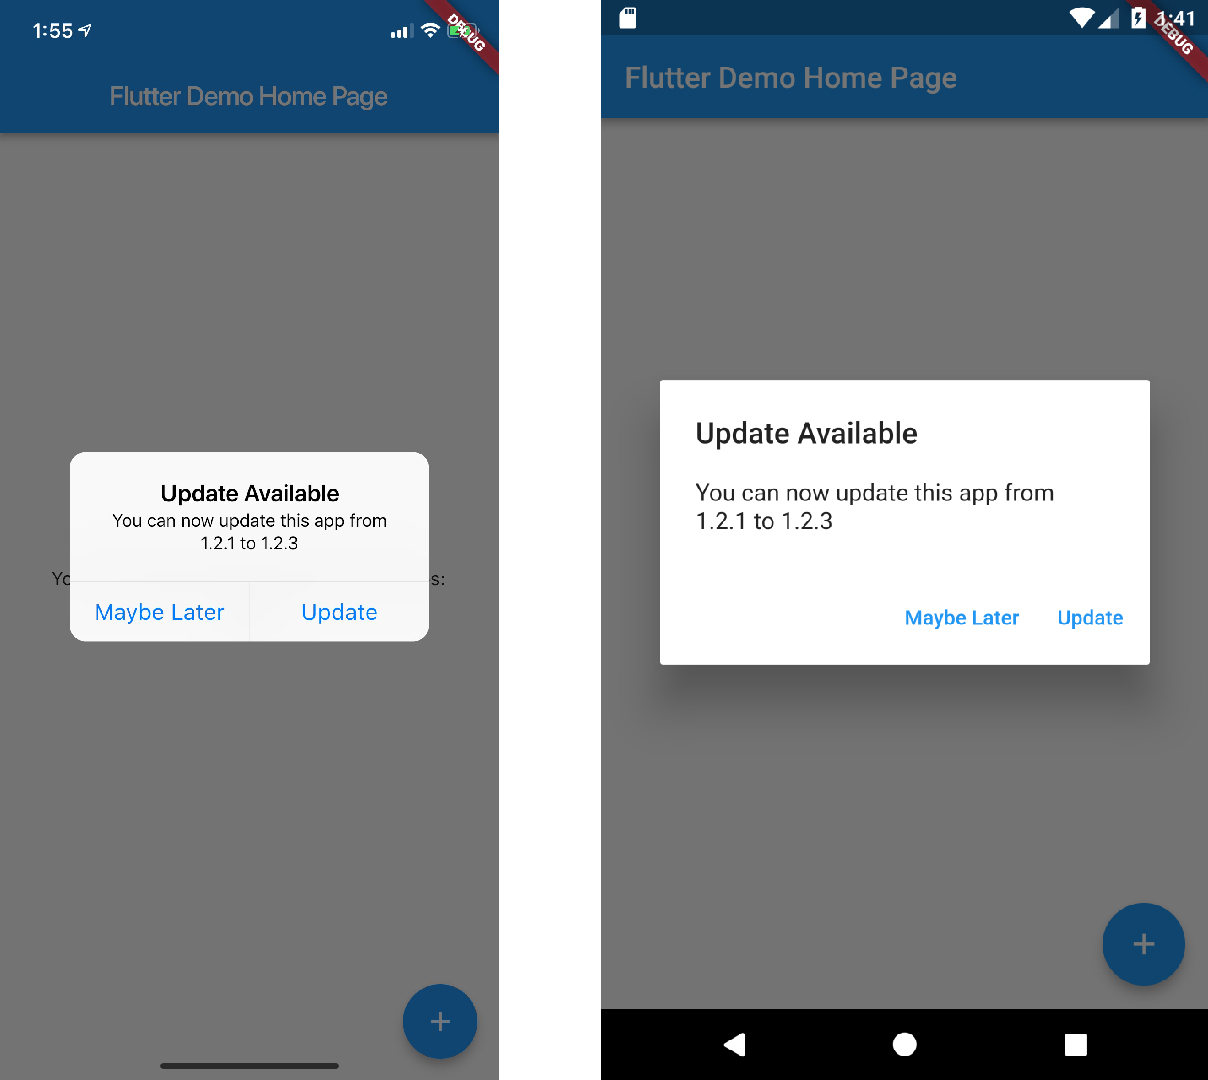 1:55
DEBUG
Flutter Demo Home Page
Update Available
You can now update this app from
1.2.1 to 1.2.3
s:
Maybe Later
Update
1:41
DEBUG
Flutter Demo Home Page
Update Available
You can now update this app from
1.2.1 to 1.2.3
Maybe Later
Update